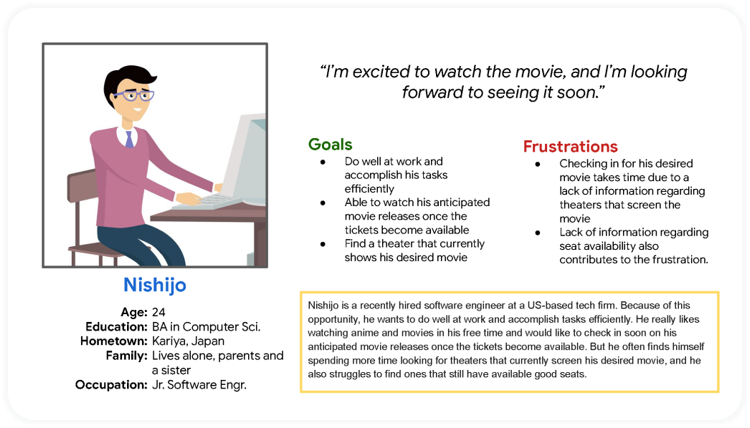 “I’m excited to watch the movie, and I’m looking
forward to seeing it soon.”
Goals
● Do well at work and
accomplish his tasks
efficiently
● Able to watch his anticipated
movie releases once the
tickets become available
● Find a theater that currently
shows his desired movie
Frustrations
● Checking in for his desired
movie takes time due to a
lack of information regarding
theaters that screen the
movie
● Lack of information regarding
seat availability also
contributes to the frustration.
Nishijo
Age: 24
Education: BA in Computer Sci.
Hometown: Kariya, Japan
Family: Lives alone, parents and
a sister
Occupation: Jr. Software Engr.
Nishijo is a recently hired software engineer at a US-based tech firm. Because of this
opportunity, he wants to do well at work and accomplish tasks efficiently. He really likes
watching anime and movies in his free time and would like to check in soon on his
anticipated movie releases once the tickets become available. But he often finds himself
spending more time looking for theaters that currently screen his desired movie, and he
also struggles to find ones that still have available good seats.